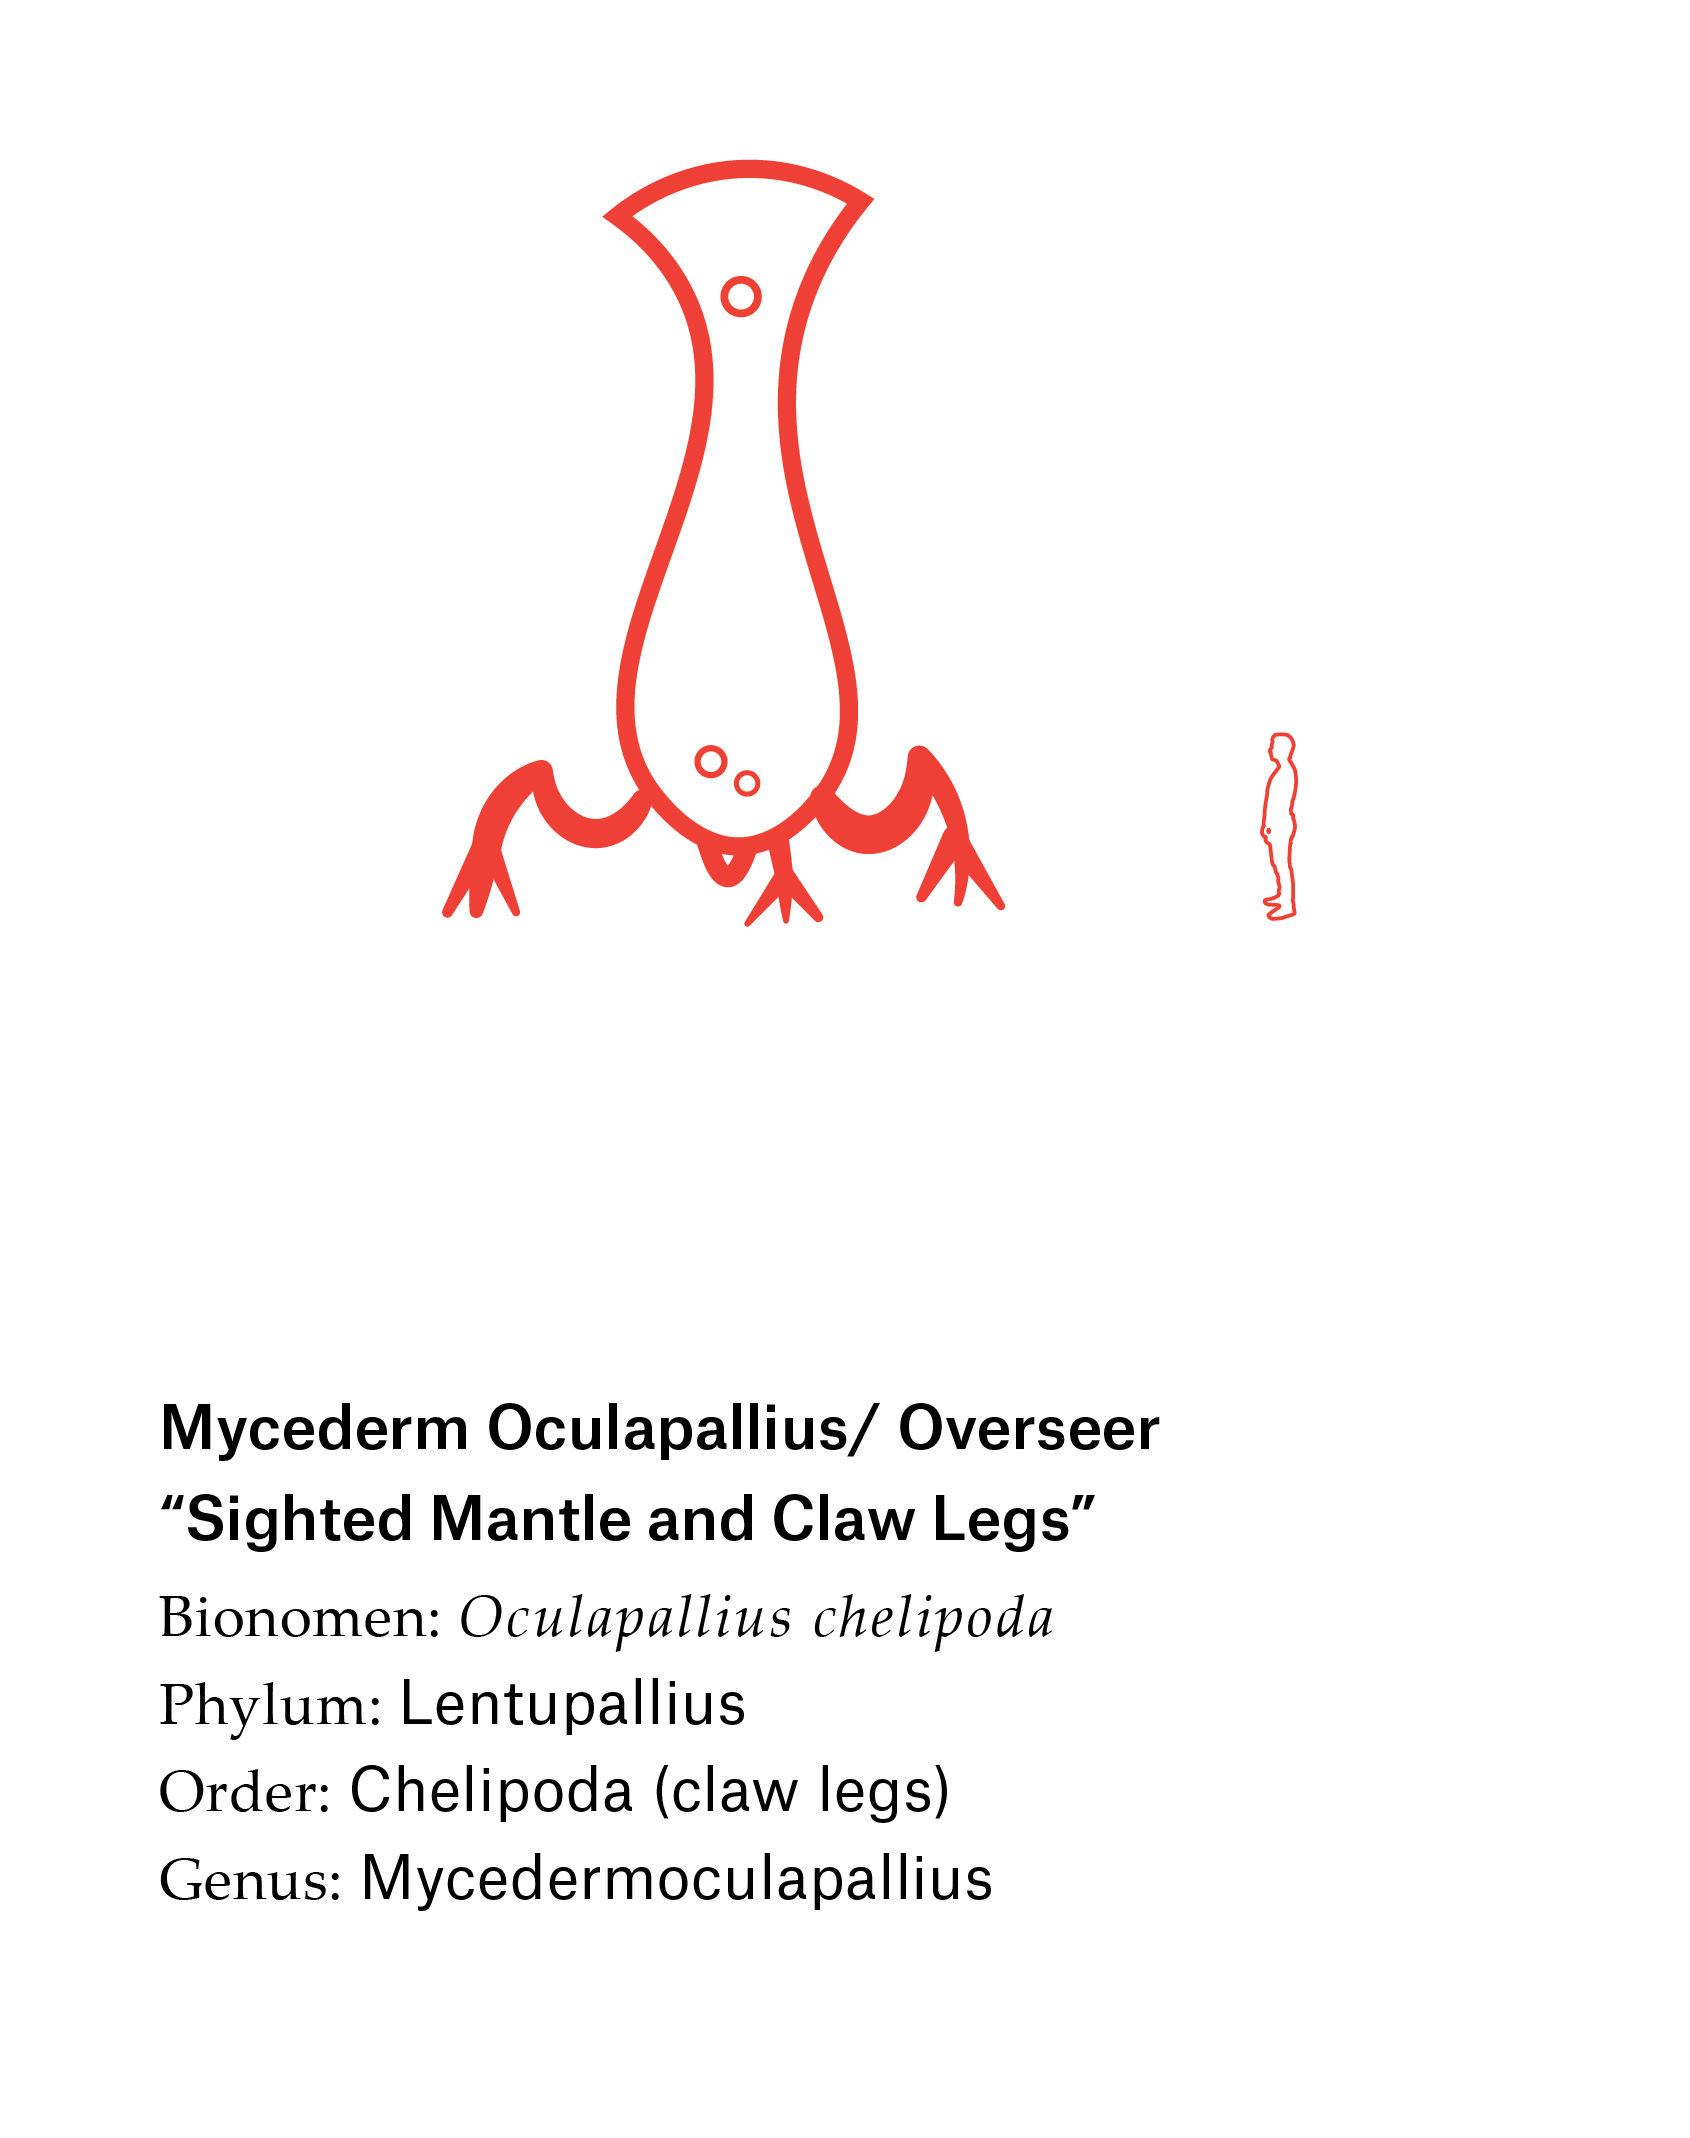 Mycederm Oculapallius/ Overseer
“Sighted Mantle and Claw Legs”
Bionomen: Oculapallius chelipoda
Phylum: Lentupallius
Order: Chelipoda (claw legs)
Genus: Mycedermoculapallius